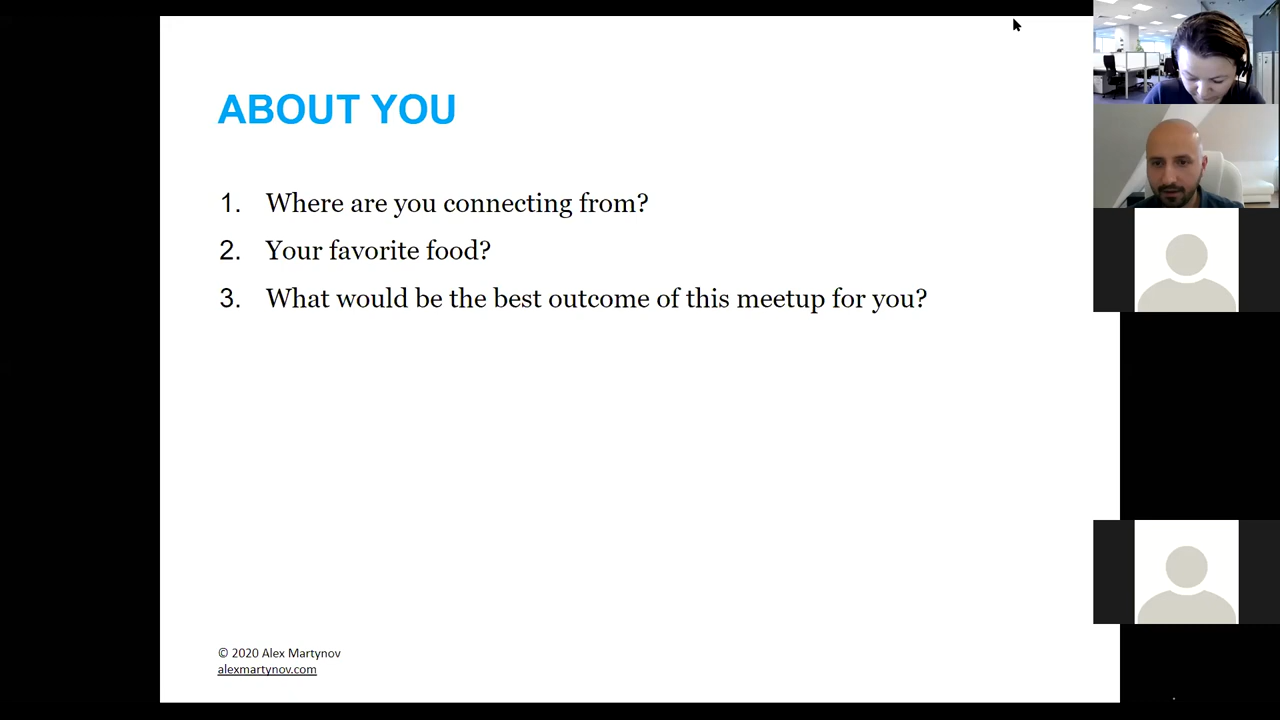 ABOUT YOU
1. Where are you connecting from?
2. Your favorite food?
3. What would be the best outcome of this meetup for you?
© 2020 Alex Martynov
alexmartynov.com